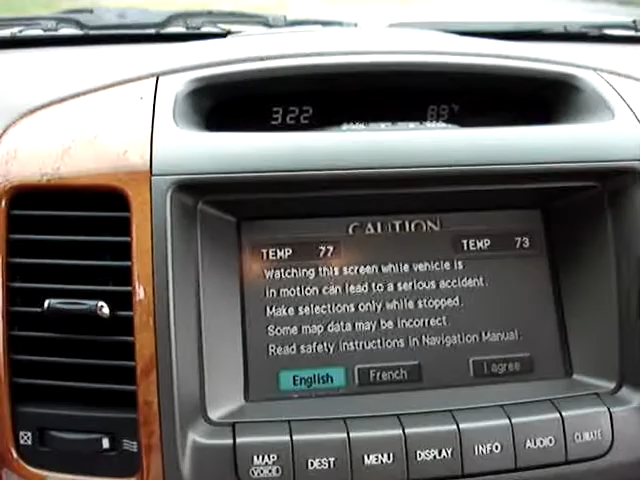 322 89°F
CAUTION
TEMP 77 TEMP 73
Watching this screen while vehicle is
in motion can lead to a serious accident.
Make selections only while stopped.
Some map data may be incorrect.
Read safety instructions in Navigation Manual.
English French I agree
MAP DEST MENU DISPLAY INFO AUDIO CLIMATE
VOICE